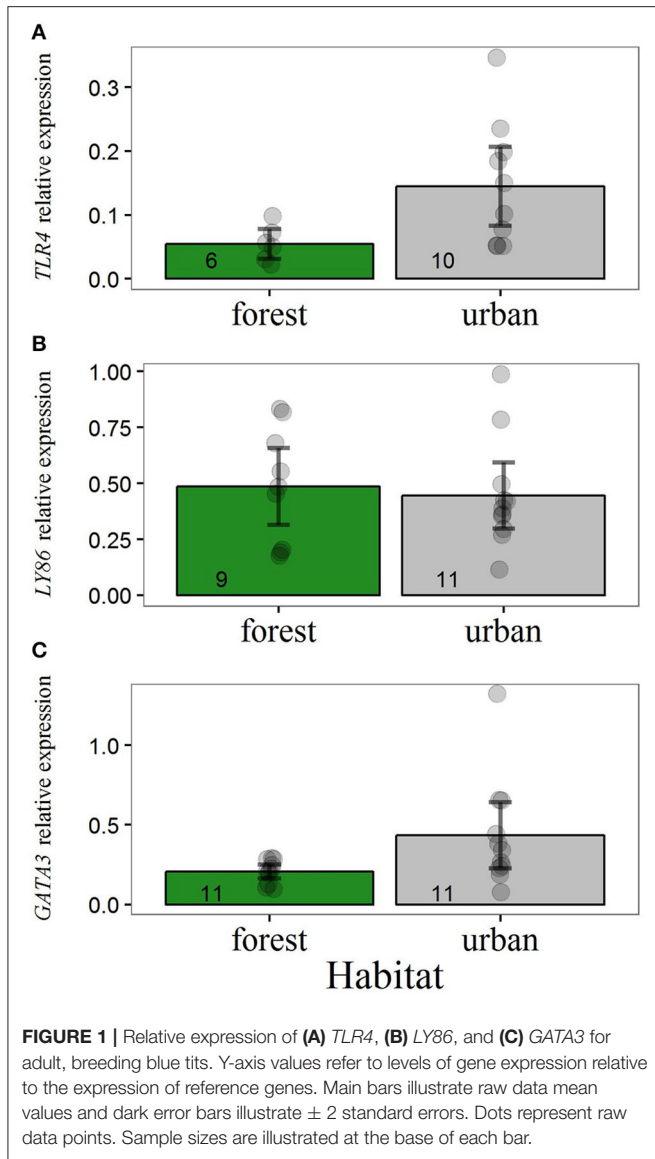 A
TLR4 relative expression
0.3
0.2
0.1
0.0
6
10
forest
urban
B
LY86 relative expression
1.00
0.75
0.50
0.25
0.00
9
11
forest
urban
C
GATA3 relative expression
1.0
0.5
0.0
11
11
forest
urban
Habitat
FIGURE 1 | Relative expression of (A) TLR4, (B) LY86, and (C) GATA3 for
adult, breeding blue tits. Y-axis values refer to levels of gene expression relative
to the expression of reference genes. Main bars illustrate raw data mean
values and dark error bars illustrate ± 2 standard errors. Dots represent raw
data points. Sample sizes are illustrated at the base of each bar.